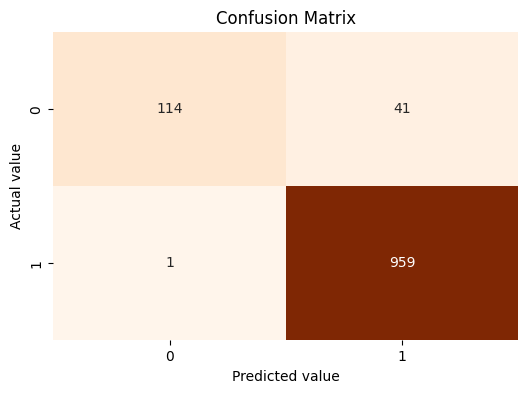 Confusion Matrix
Actual value
0
114
41
1
1
959
0
1
Predicted value